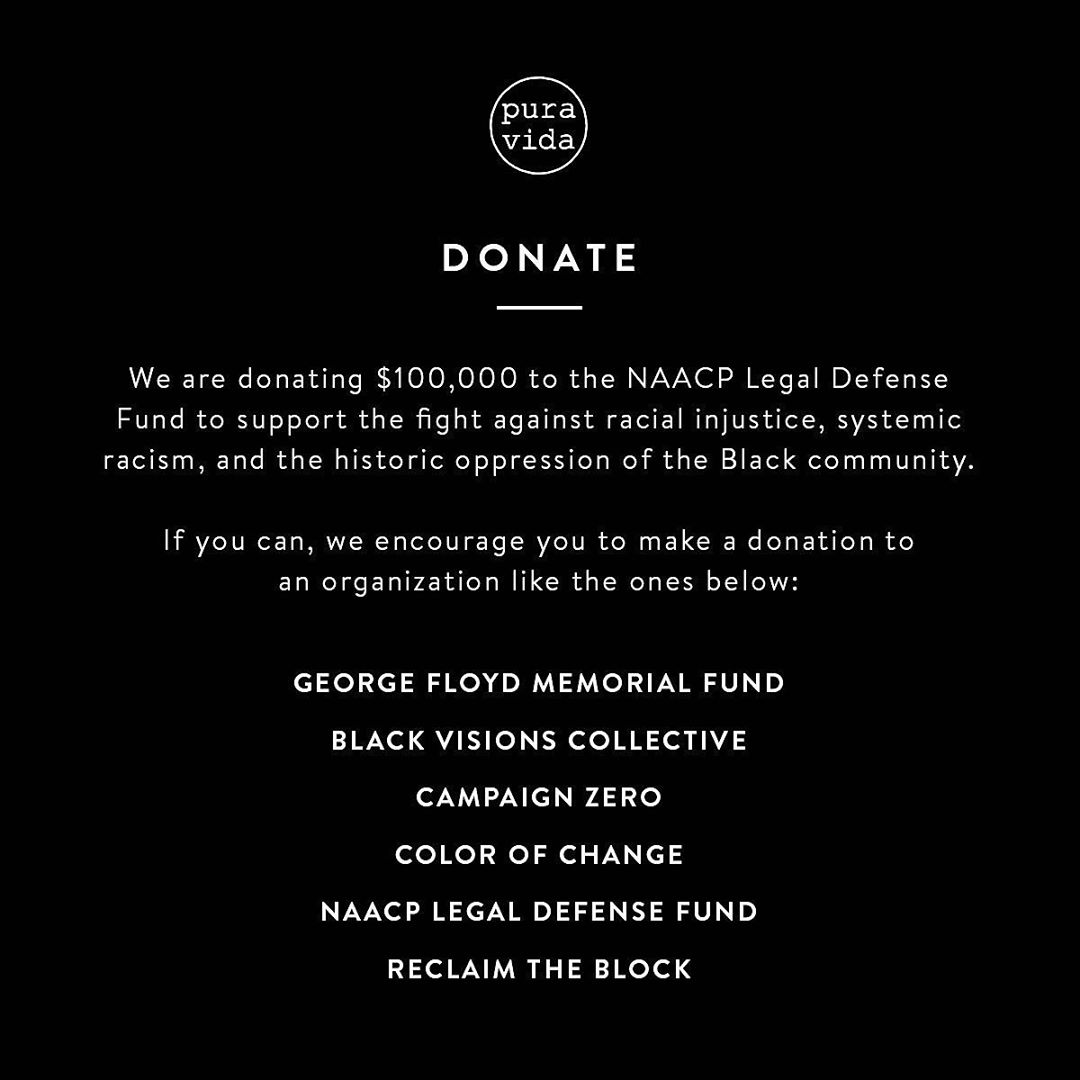 pura
vida
DONATE
We are donating $100,000 to the NAACP Legal Defense
Fund to support the fight against racial injustice, systemic
racism, and the historic oppression of the Black community.
If you can, we encourage you to make a donation to
an organization like the ones below:
GEORGE FLOYD MEMORIAL FUND
BLACK VISIONS COLLECTIVE
CAMPAIGN ZERO
COLOR OF CHANGE
NAACP LEGAL DEFENSE FUND
RECLAIM THE BLOCK